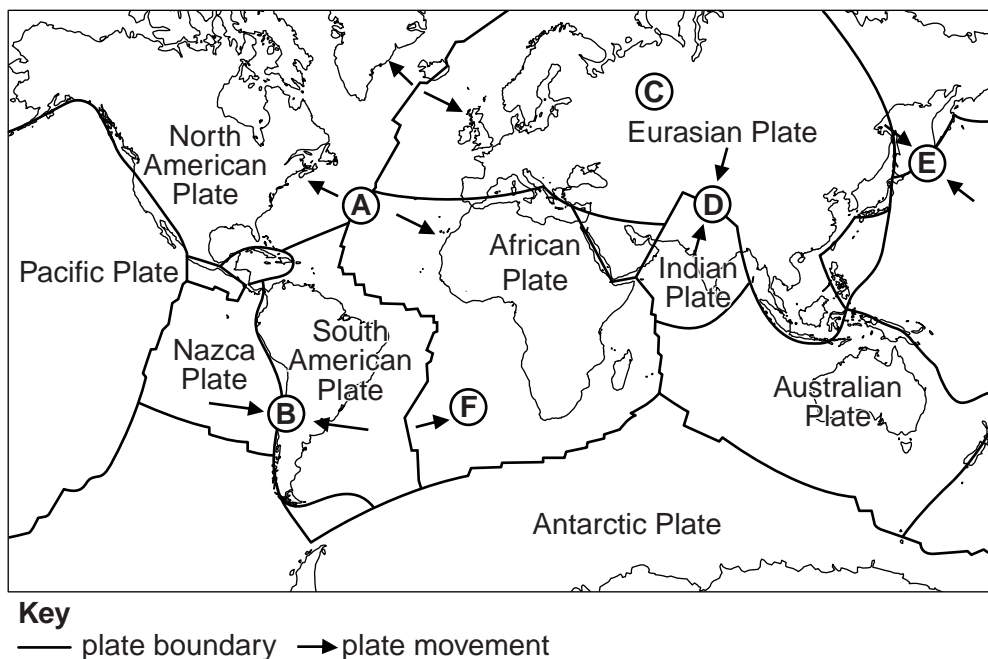 C
North
American
Plate
Eurasian Plate
E
A
D
African
Plate
Indian
Plate
Pacific Plate
South
American
Plate
Nazca
Plate
Australian
Plate
B
F
Antarctic Plate
Key
plate boundary
plate movement